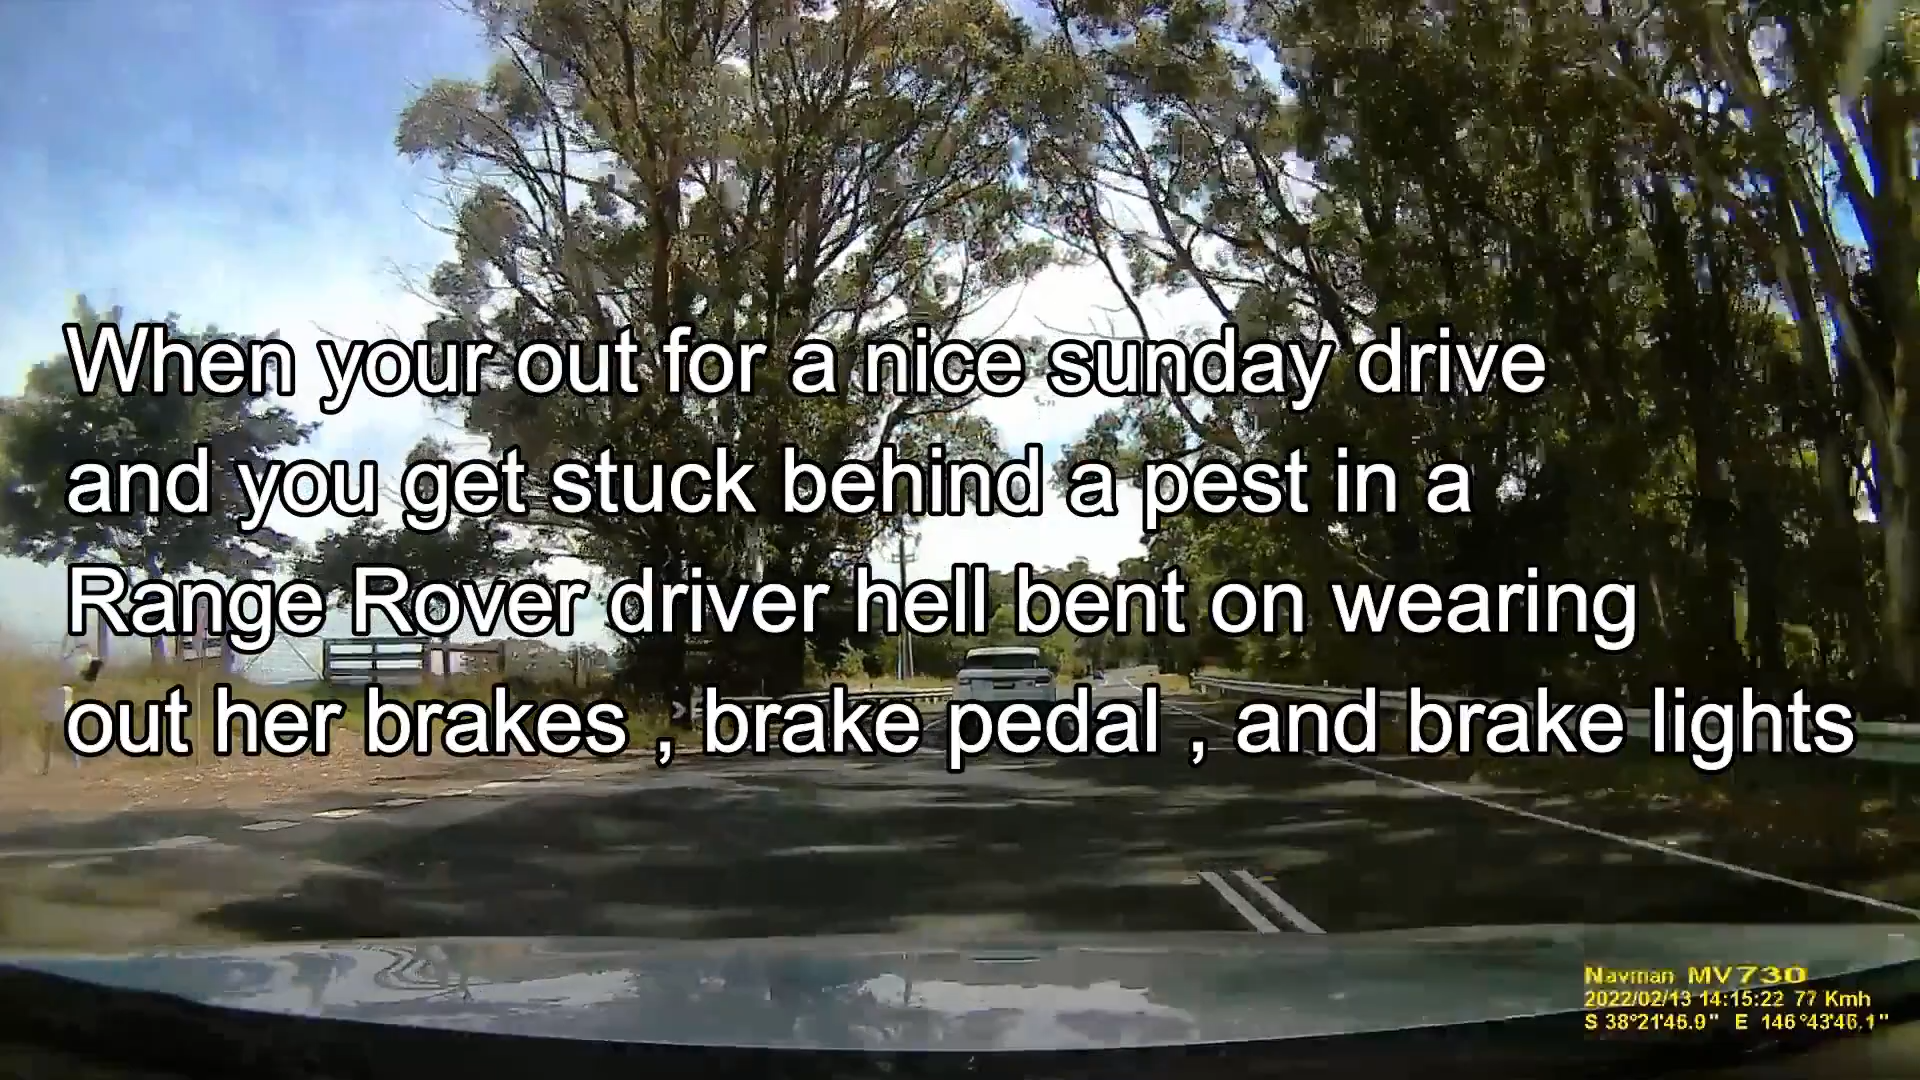 When your out for a nice sunday drive
and you get stuck behind a pest in a
Range Rover driver hell bent on wearing
out her brakes , brake pedal , and brake lights
Navman MV730
2022/02/13 14:15:22 77 Kmh
S 38°21'46.9" E 146°43'46.1"